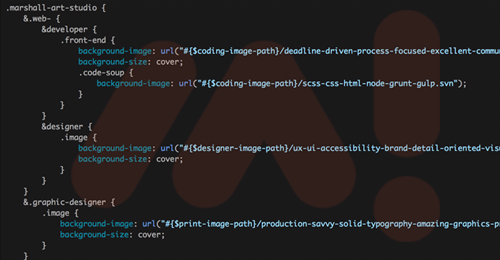 .marshall-art-studio {
&.web- {
&developer {
.front-end {
background-image: url("#{$coding-image-path}/deadline-driven-process-focused-excellent-commu
background-size: cover;
.code-soup {
background-image: url("#{$coding-image-path}/scss-css-html-node-grunt-gulp.svn");
}
}
}
&designer {
.image {
background-image: url("#{$designer-image-path}/ux-ui-accessibility-brand-detail-oriented-visu
background-size: cover;
}
}
}
&.graphic-designer {
.image {
background-image: url("#{$print-image-path}/production-savvy-solid-typography-amazing-graphics-p
background-size: cover;
}
}